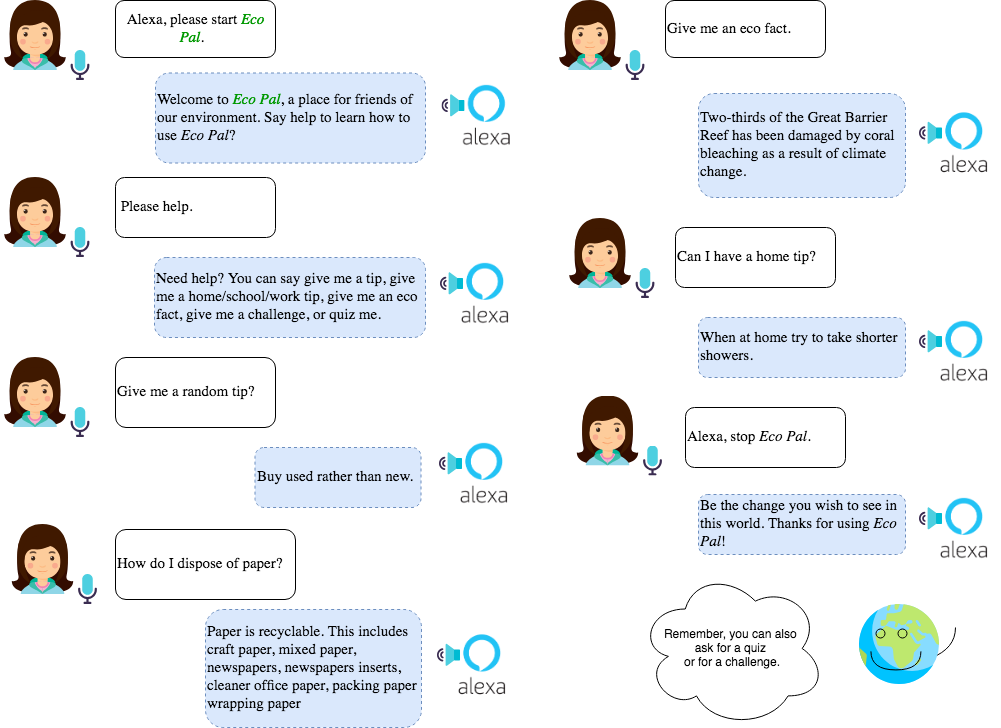 Alexa, please start Eco
Pal.
Welcome to Eco Pal, a place for friends of
our environment. Say help to learn how to
use Eco Pal?
alexa
Please help.
Need help? You can say give me a tip, give
me a home/school/work tip, give me an eco
fact, give me a challenge, or quiz me.
alexa
Give me a random tip?
Buy used rather than new.
alexa
How do I dispose of paper?
Paper is recyclable. This includes
craft paper, mixed paper,
newspapers, newspapers inserts,
cleaner office paper, packing paper
wrapping paper
alexa
Give me an eco fact.
Two-thirds of the Great Barrier
Reef has been damaged by coral
bleaching as a result of climate
change.
alexa
Can I have a home tip?
When at home try to take shorter
showers.
alexa
Alexa, stop Eco Pal.
Be the change you wish to see in
this world. Thanks for using Eco
Pal!
alexa
Remember, you can also
ask for a quiz
or for a challenge.